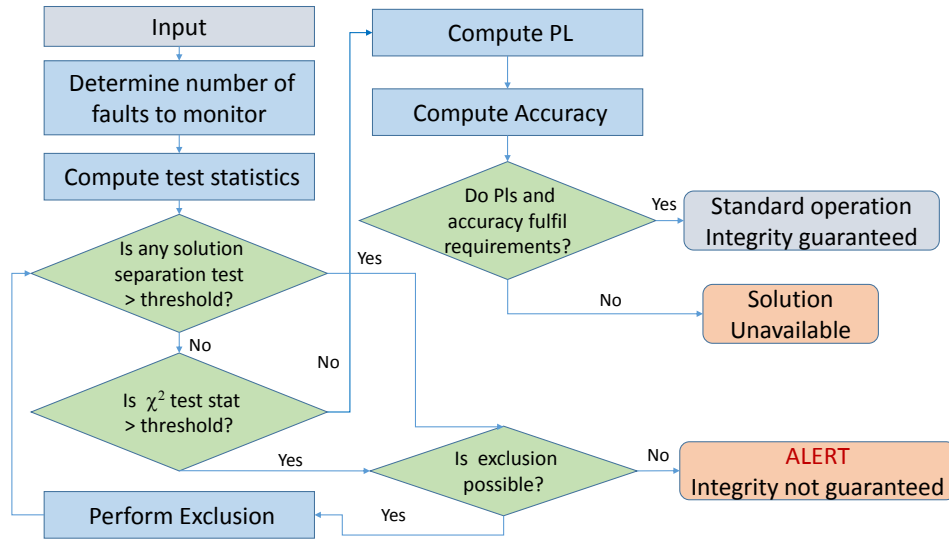 Input
Determine number of
faults to monitor
Compute test statistics
Is any solution
separation test
> threshold?
Yes
No
Is χ² test stat
> threshold?
No
Yes
Compute PL
Compute Accuracy
Do Pls and
accuracy fulfil
requirements?
Yes
Standard operation
Integrity guaranteed
No
Solution
Unavailable
Is exclusion
possible?
No
ALERT
Integrity not guaranteed
Yes
Perform Exclusion